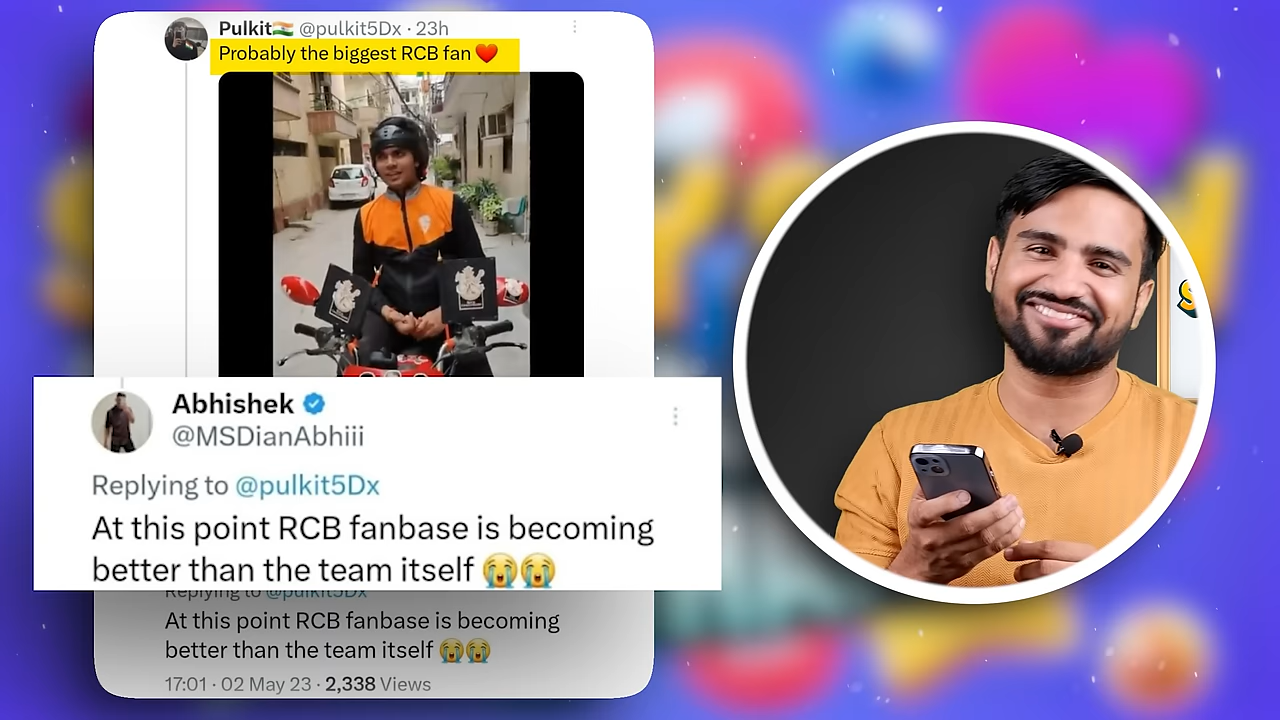 Pulkit🇮🇳 @pulkit5Dx · 23h
Probably the biggest RCB fan ❤️
Abhishek
@MSDianAbhiii
Replying to @pulkit5Dx
At this point RCB fanbase is becoming
better than the team itself 😭😭
Replying to @pulkit5Dx
At this point RCB fanbase is becoming
better than the team itself 😭😭
17:01 · 02 May 23 · 2,338 Views